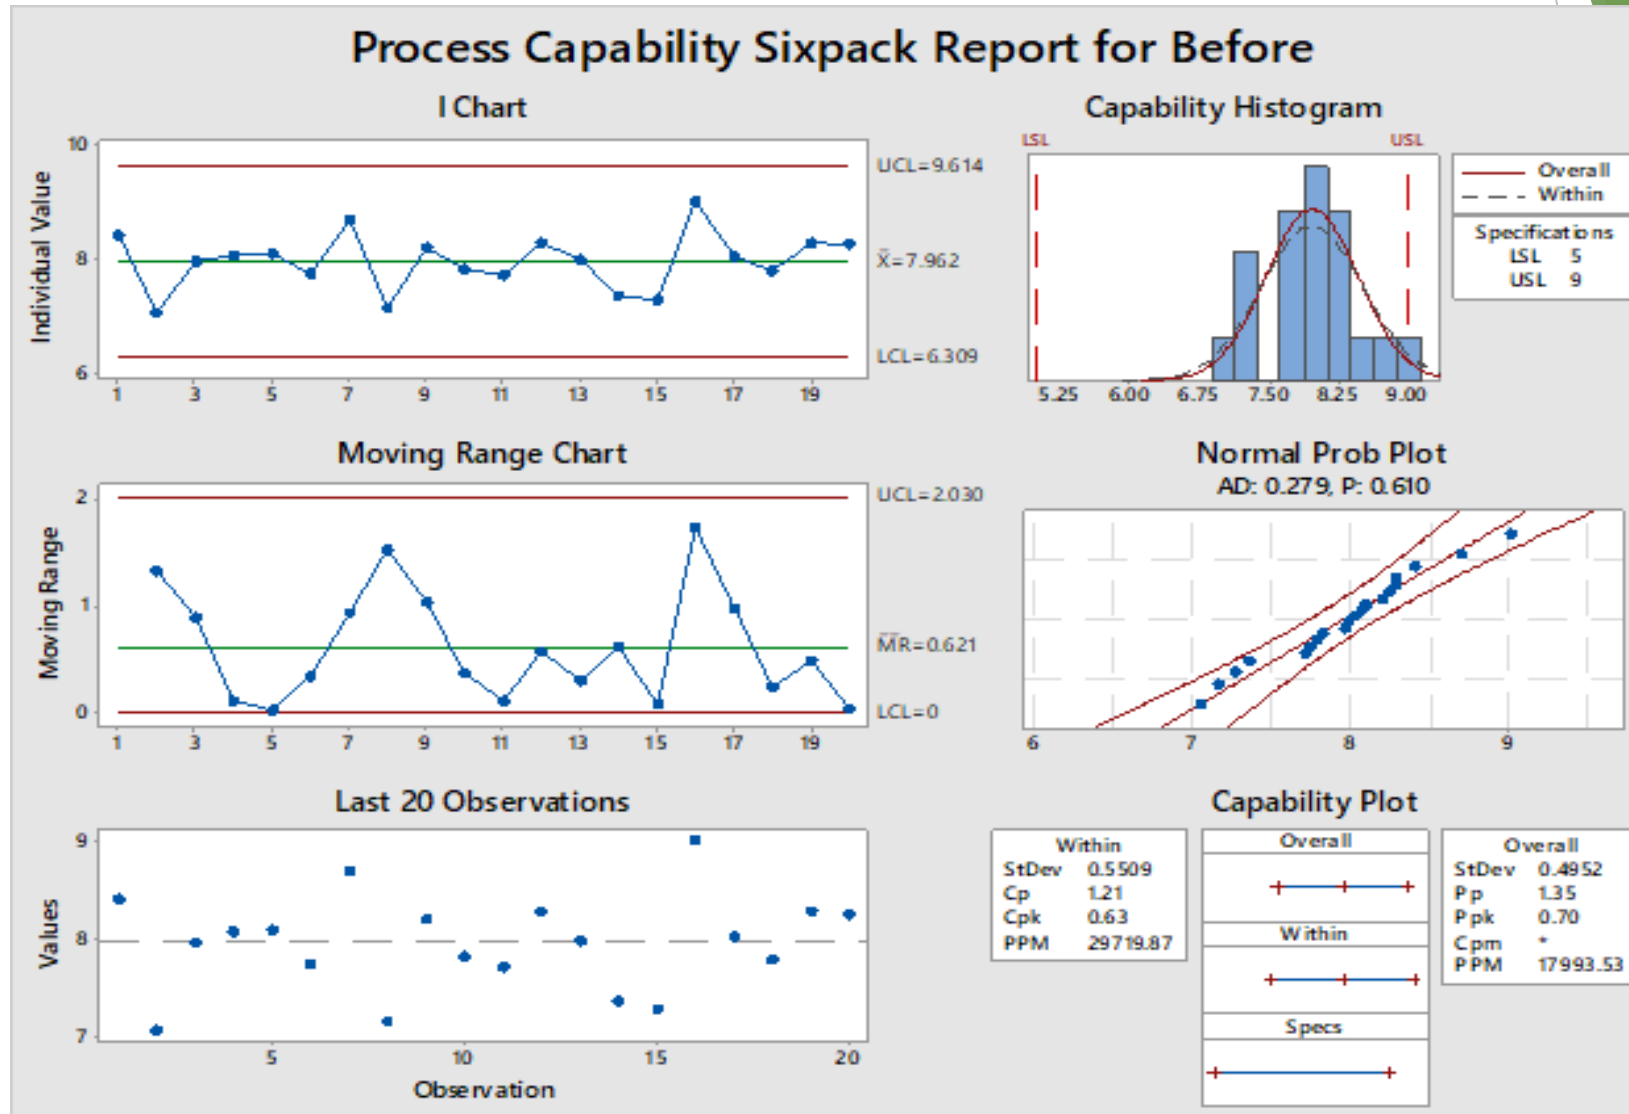 Process Capability Sixpack Report for Before
I Chart
Individual Value
10
8
6
1 3 5 7 9 11 13 15 17 19
UCL=9.614
X̄=7.962
LCL=6.309
Capability Histogram
LSL USL
5.25 6.00 6.75 7.50 8.25 9.00
Overall
Within
Specifications
LSL 5
USL 9
Moving Range Chart
Moving Range
2
1
0
1 3 5 7 9 11 13 15 17 19
UCL=2.030
M̅R̅=0.621
LCL=0
Normal Prob Plot
AD: 0.279, P: 0.610
6 7 8 9
Last 20 Observations
Values
9
8
7
5 10 15 20
Observation
Capability Plot
Within
StDev 0.5509
Cp 1.21
Cpk 0.63
PPM 29719.87
Overall
Within
Specs
Overall
StDev 0.4952
Pp 1.35
Ppk 0.70
Cpm *
PPM 17993.53